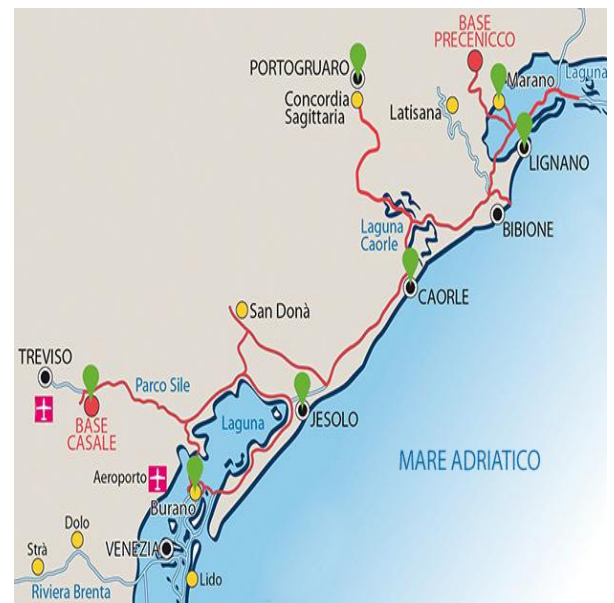 BASE
PRECENICCO
PORTOGRUARO
Marano
Laguna
Concordia
Sagittaria
Latisana
LIGNANO
BIBIONE
Laguna
Caorle
CAORLE
San Donà
TREVISO
Parco Sile
BASE
CASALE
Laguna
JESOLO
MARE ADRIATICO
Aeroporto
Burano
Dolo
VENEZIA
Strà
Lido
Riviera Brenta